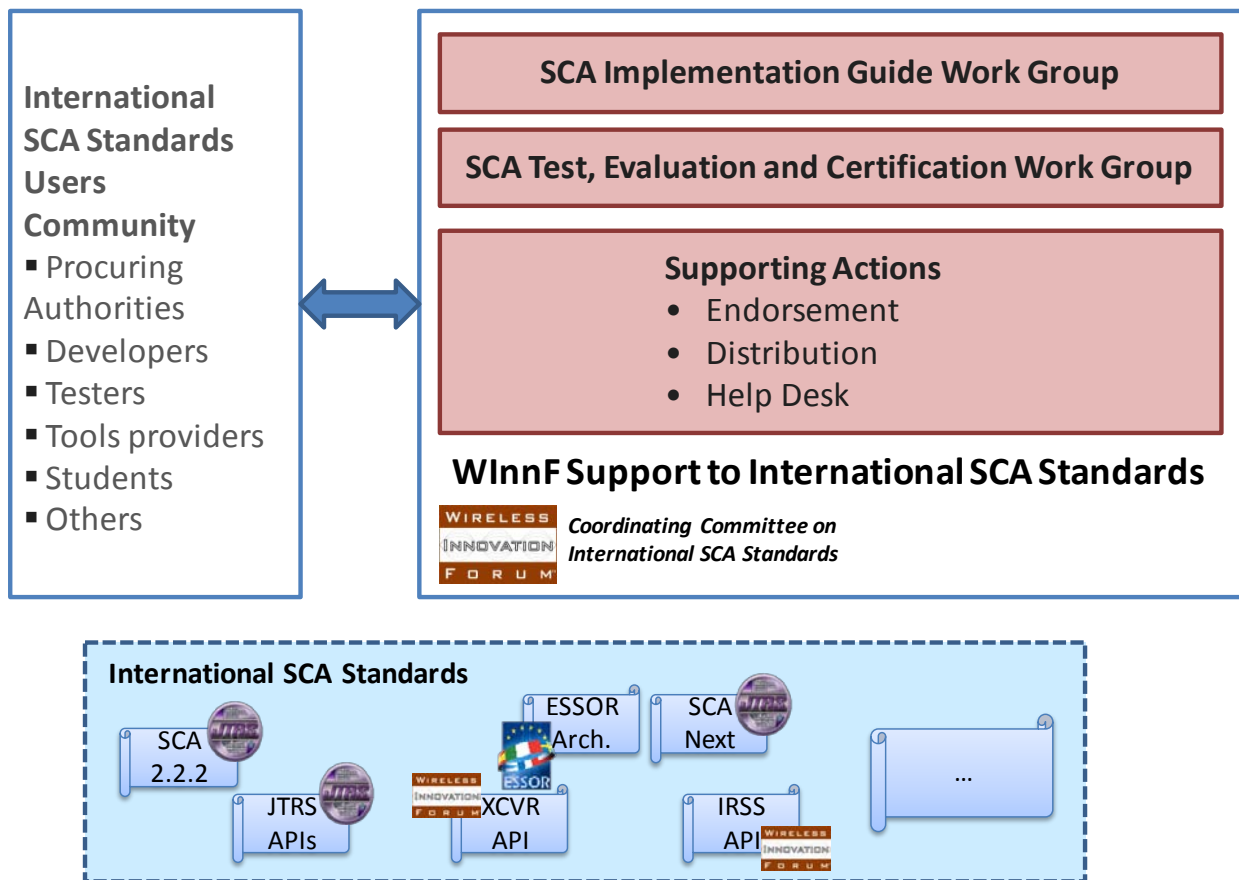 International
SCA Standards
Users
Community
▪ Procuring
Authorities
▪ Developers
▪ Testers
▪ Tools providers
▪ Students
▪ Others
SCA Implementation Guide Work Group
SCA Test, Evaluation and Certification Work Group
Supporting Actions
• Endorsement
• Distribution
• Help Desk
WInnF Support to International SCA Standards
WIRELESS
INNOVATION
FORUM
Coordinating Committee on
International SCA Standards
International SCA Standards
SCA
2.2.2
JTRS
JTRS
APIs
JTRS
ESSOR
Arch.
ESSOR
WIRELESS
INNOVATION
FORUM
XCVR
API
SCA
Next
JTRS
IRSS
API
WIRELESS
INNOVATION
FORUM
...